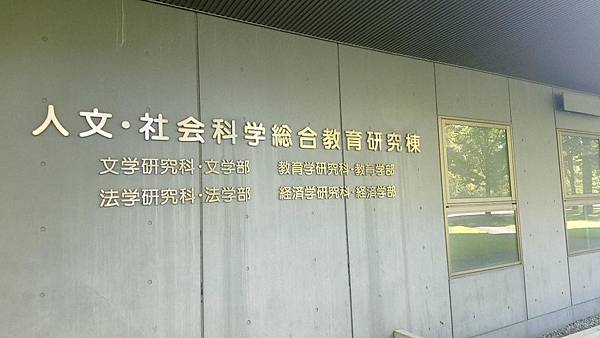 人文・社会科学総合教育研究棟
文学研究科・文学部 教育学研究科・教育学部
法学研究科・法学部 経済学研究科・経済学部